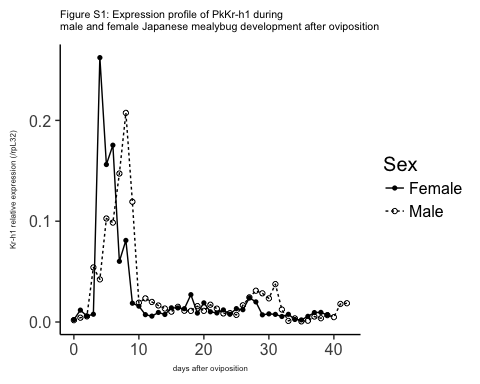 Figure S1: Expression profile of PkKr-h1 during
male and female Japanese mealybug development after oviposition
Kr-h1 relative expression (/rpL32)
0.2
0.1
0.0
0 10 20 30 40
days after oviposition
Sex
Female
Male